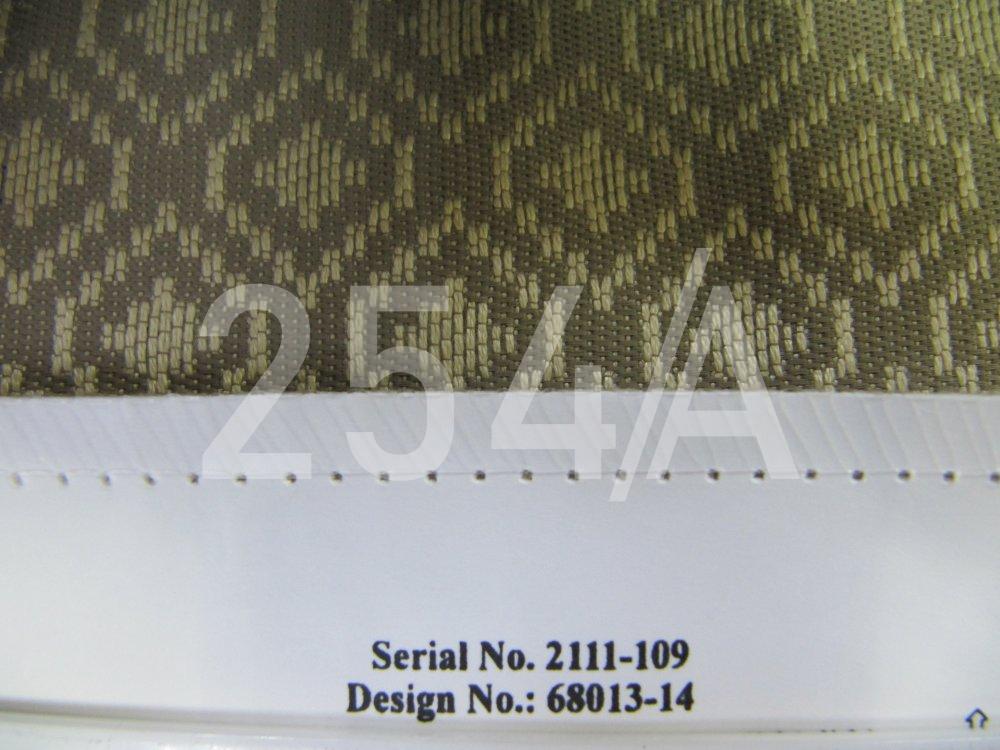 254/A
Serial No. 2111-109
Design No.: 68013-14